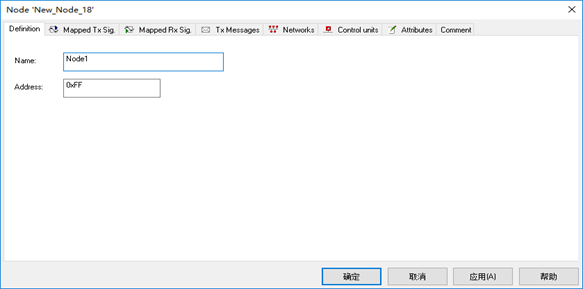 Node 'New_Node_18'
Definition Mapped Tx Sig. Mapped Rx Sig. Tx Messages Networks Control units Attributes Comment
Name: Node1
Address: 0xFF
确定 取消 应用(A) 帮助